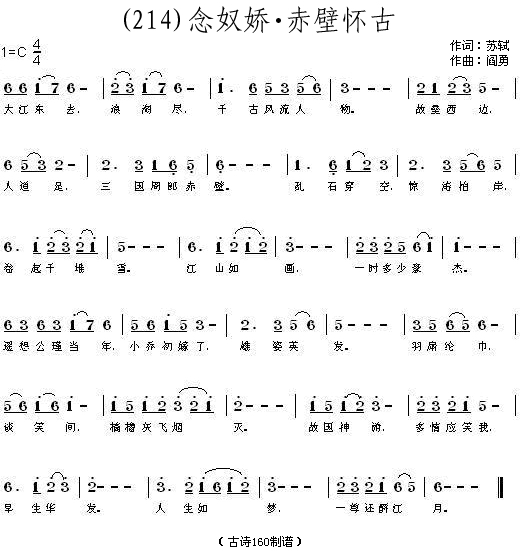 (214)念奴娇·赤壁怀古
1=C 4/4
作词:苏轼
作曲:阎勇
6 6 1 7 6 - | 2 3 1 7 6 - | 6 3 5 3 5 6 | 3 - - - | 2 1 2 3 5 - |
大江东 去. 浪 淘 尽. 千 古风流人 物。 故垒西 边.
6 5 3 2 - | 2. 3 1 6 5 | 6 - - - | 1. 6 1 2 3 | 3. 5 6 6 - |
人道 是. 三 国周郎赤 壁。 乱 石穿 空. 惊 涛拍 岸.
6. 1 2 3 2 1 | 5 - - - | 6. 1 2 1 2 | 3 - - - | 2 3 2 5 6 1 | 1 - - - |
卷 起千 堆 雪。 江 山如 画. 一时多少豪 杰。
6 3 6 3 1 7 6 | 5 6 1 5 3 - | 2. 3 5 6 | 6 - - - | 3 5 6 5 6 - |
遥想公瑾当 年. 小乔初嫁了. 雄 姿英 发。 羽扇纶 巾.
5 6 1 6 1 - | 2 1 2 3 3 2 1 | 2 - - - | 2 1 1 2 3 - | 2 1 1 2 3 |
谈 笑 间. 樯橹灰飞烟 灭。 故国神 游. 多情应笑我.
6. 1 2 3 | 2 - - - | 3. 2 1 2 | 3 - - - | 2 3 2 1 6 5 | 6 - - - ‖
早 生华 发。 人 生如 梦. 一尊还酹江 月。
（古诗160制谱）